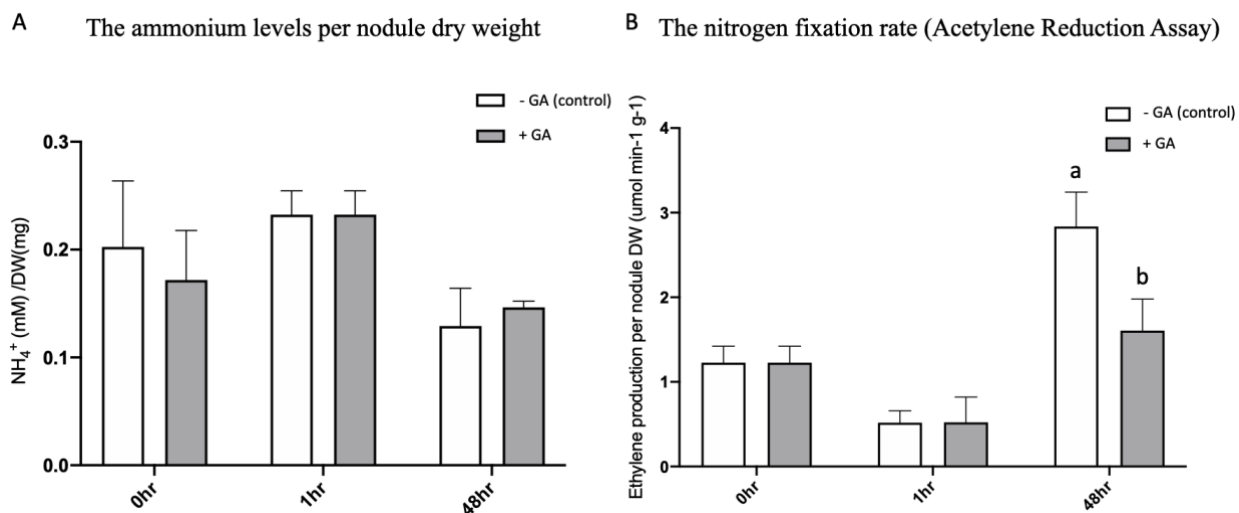 A
The ammonium levels per nodule dry weight
- GA (control)
+ GA
NH₄⁺ (mM) /DW(mg)
0.3
0.2
0.1
0.0
0hr
1hr
48hr
B
The nitrogen fixation rate (Acetylene Reduction Assay)
- GA (control)
+ GA
Ethylene production per nodule DW (umol min-1 g-1)
4
3
2
1
0
a
b
0hr
1hr
48hr